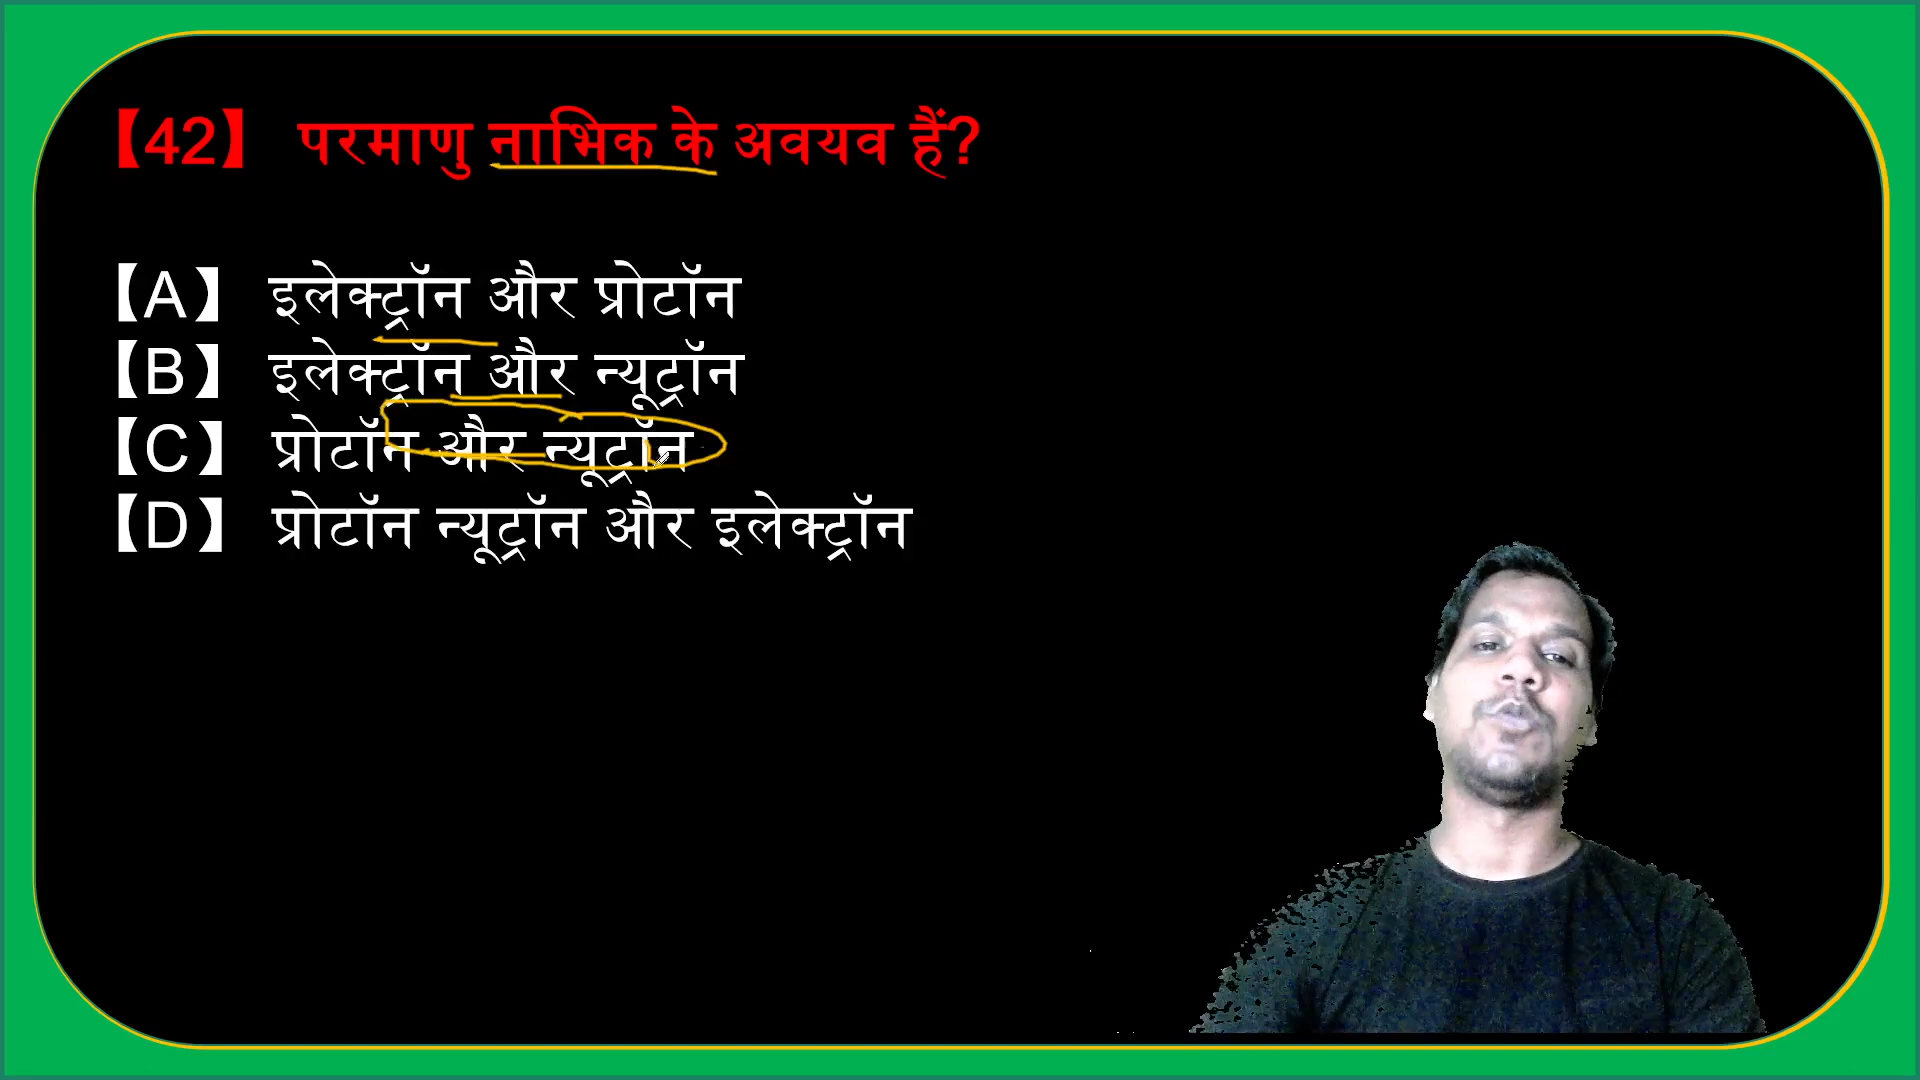 【42】 परमाणु नाभिक के अवयव हैं?
【A】 इलेक्ट्रॉन और प्रोटॉन
【B】 इलेक्ट्रॉन और न्यूट्रॉन
【C】 प्रोटॉन और न्यूट्रॉन
【D】 प्रोटॉन न्यूट्रॉन और इलेक्ट्रॉन